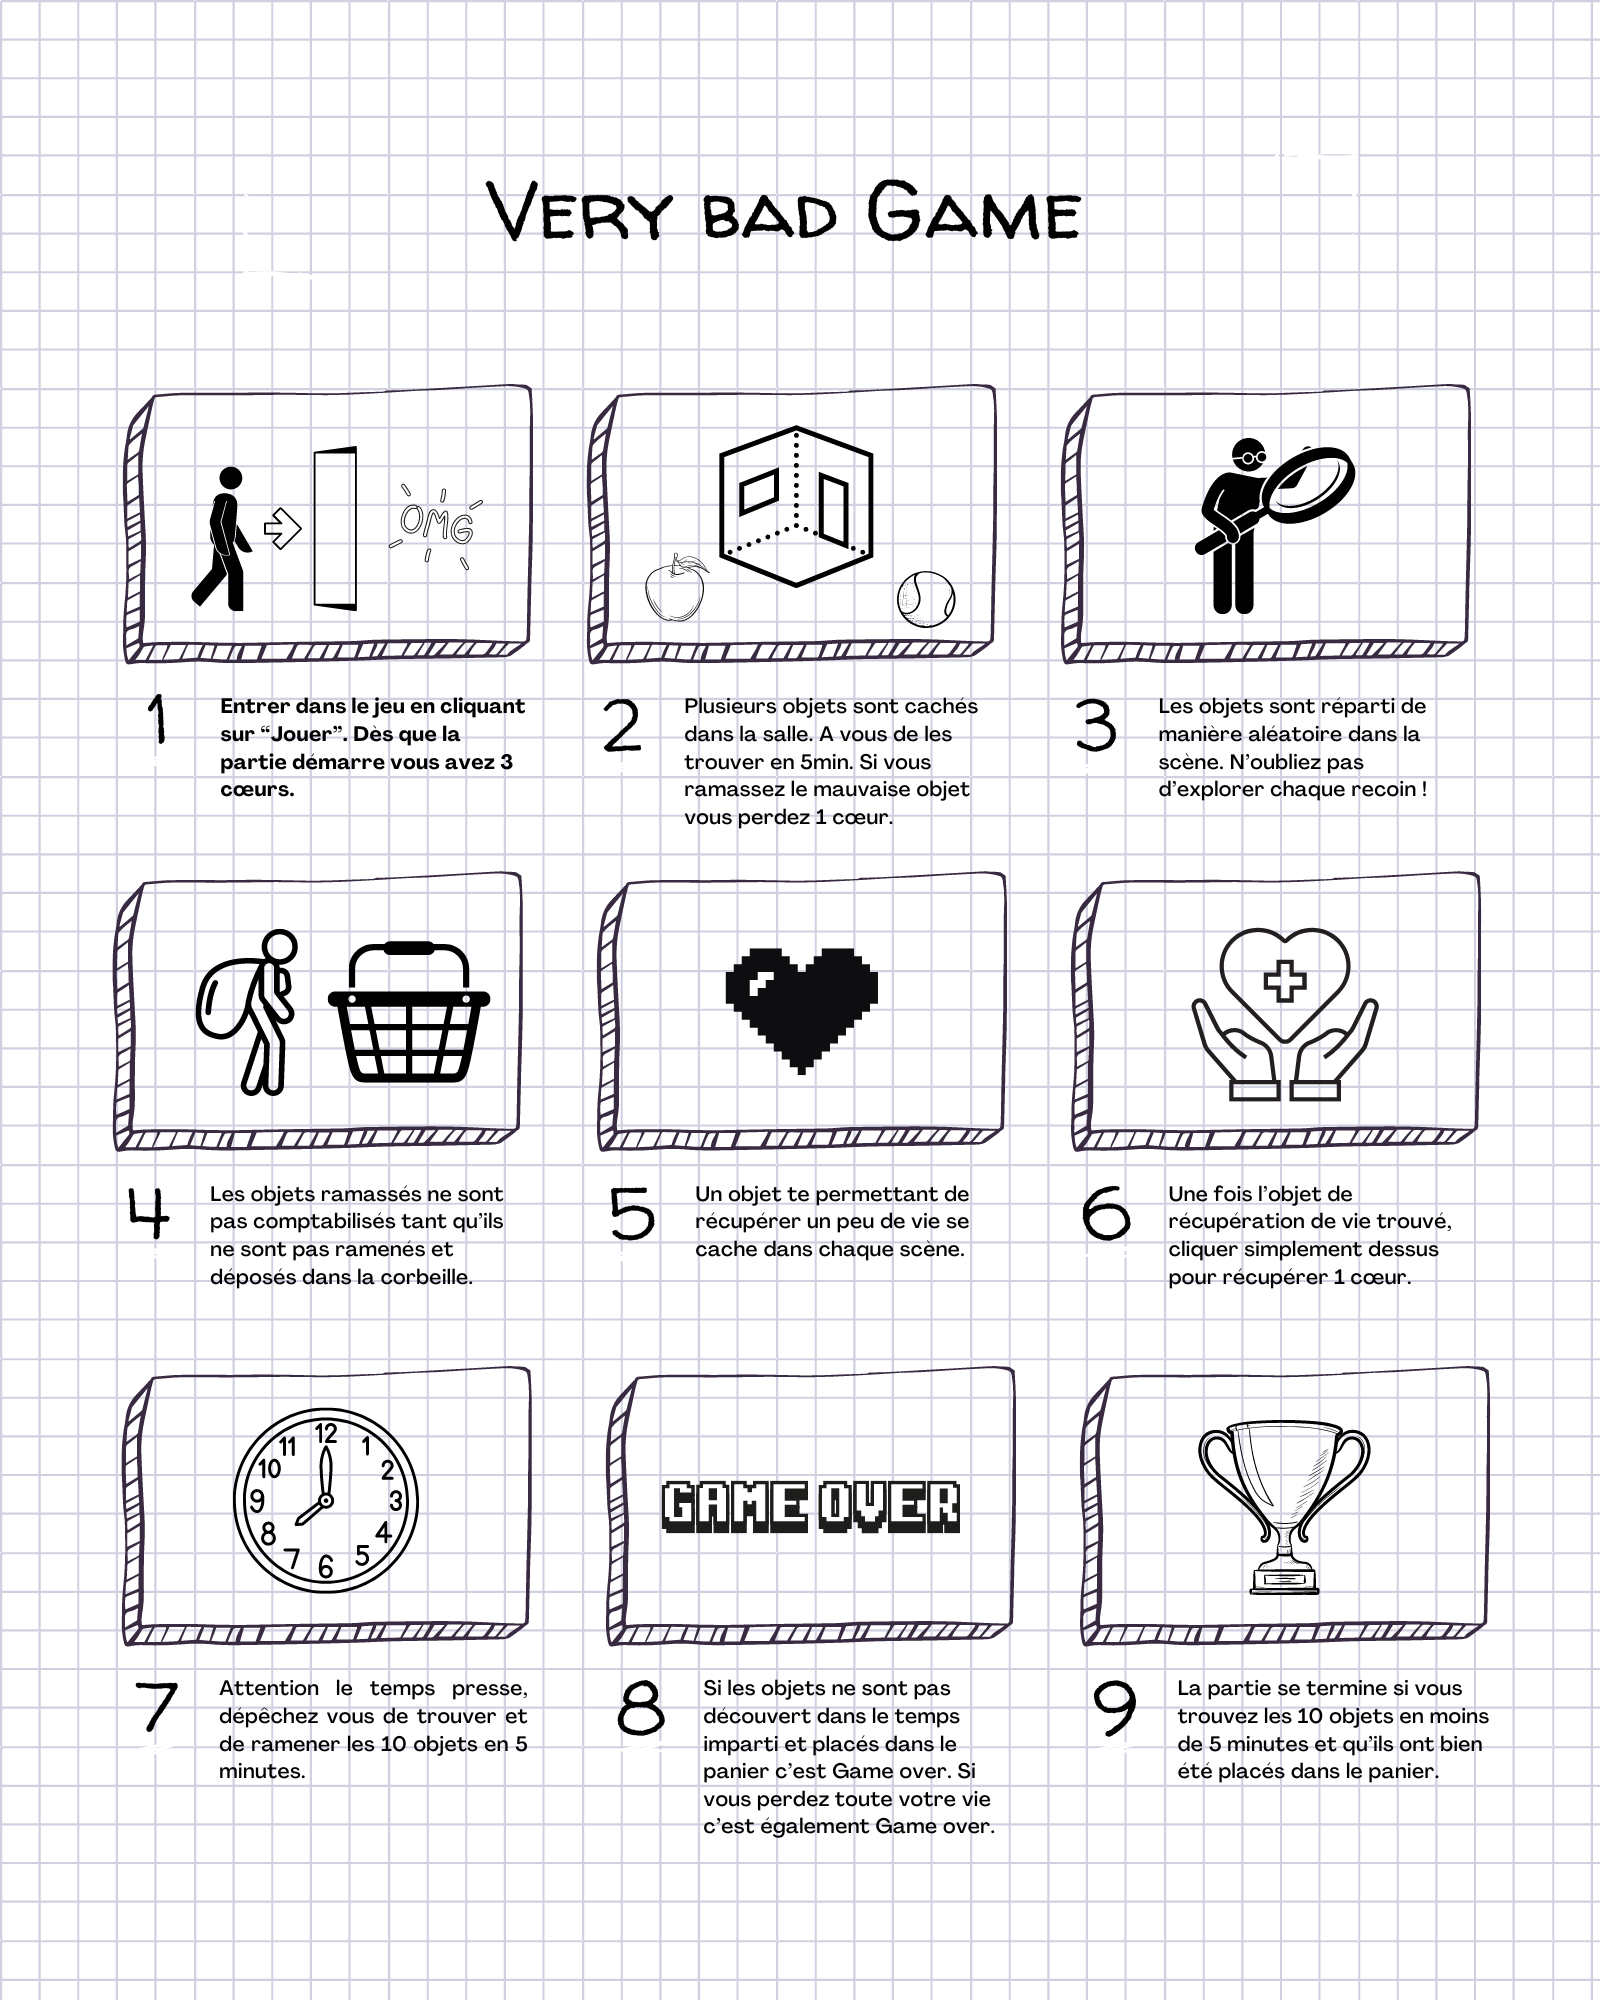 VERY BAD GAME
OMG
1
Entrer dans le jeu en cliquant
sur “Jouer”. Dès que la
partie démarre vous avez 3
cœurs.
2
Plusieurs objets sont cachés
dans la salle. A vous de les
trouver en 5min. Si vous
ramassez le mauvaise objet
vous perdez 1 cœur.
3
Les objets sont réparti de
manière aléatoire dans la
scène. N’oubliez pas
d’explorer chaque recoin !
4
Les objets ramassés ne sont
pas comptabilisés tant qu’ils
ne sont pas ramenés et
déposés dans la corbeille.
5
Un objet te permettant de
récupérer un peu de vie se
cache dans chaque scène.
6
Une fois l’objet de
récupération de vie trouvé,
cliquer simplement dessus
pour récupérer 1 cœur.
12
1
2
3
4
5
6
7
8
9
10
11
7
Attention le temps presse,
dépêchez vous de trouver et
de ramener les 10 objets en 5
minutes.
GAME OVER
8
Si les objets ne sont pas
découvert dans le temps
imparti et placés dans le
panier c’est Game over. Si
vous perdez toute votre vie
c’est également Game over.
9
La partie se termine si vous
trouvez les 10 objets en moins
de 5 minutes et qu’ils ont bien
été placés dans le panier.